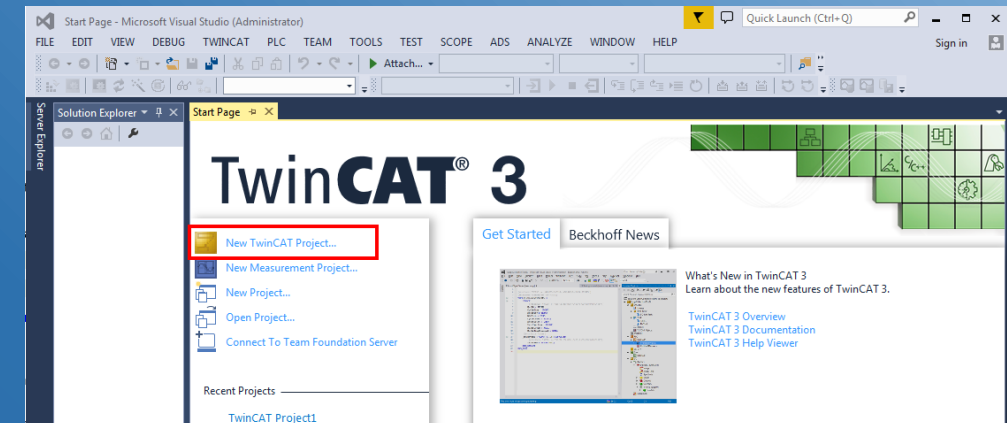 Start Page - Microsoft Visual Studio (Administrator)
Quick Launch (Ctrl+Q)
FILE EDIT VIEW DEBUG TWINCAT PLC TEAM TOOLS TEST SCOPE ADS ANALYZE WINDOW HELP
Sign in
Attach...
Server Explorer
Solution Explorer
Start Page
TwinCAT® 3
C/C++
New TwinCAT Project...
New Measurement Project...
New Project...
Open Project...
Connect To Team Foundation Server
Recent Projects
TwinCAT Project1
Get Started
Beckhoff News
What's New in TwinCAT 3
Learn about the new features of TwinCAT 3.
TwinCAT 3 Overview
TwinCAT 3 Documentation
TwinCAT 3 Help Viewer